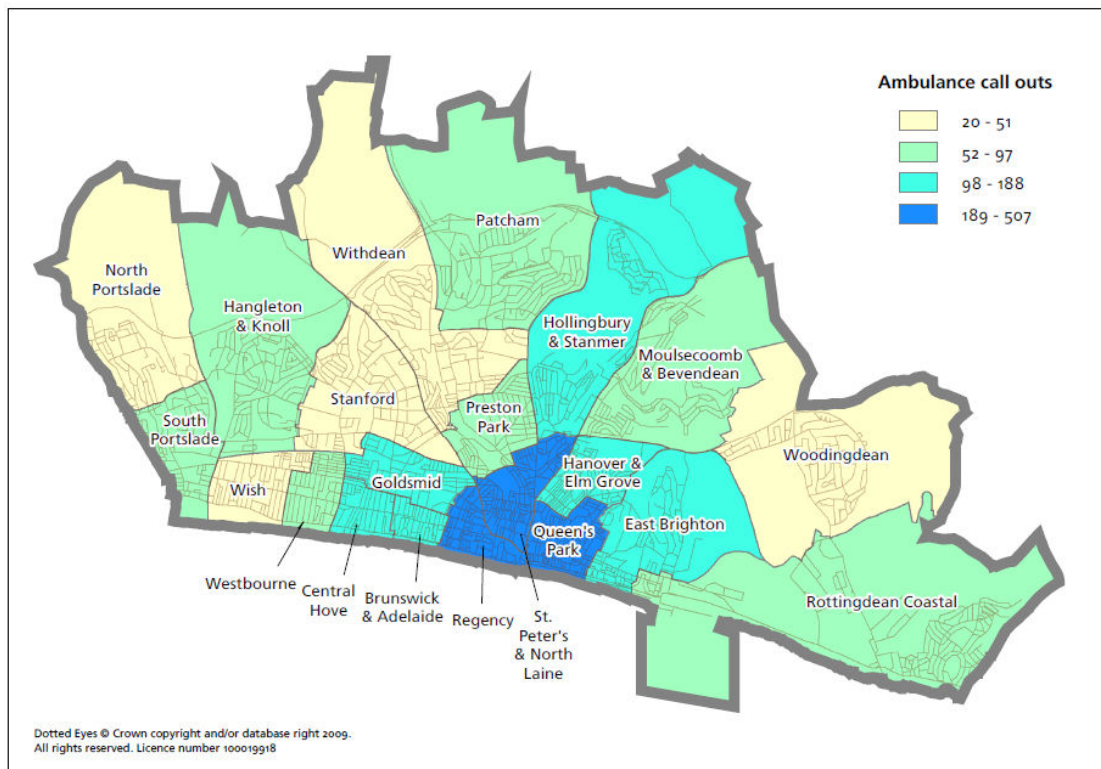 Ambulance call outs
20 - 51
52 - 97
98 - 188
189 - 507
Patcham
Withdean
North
Portslade
Hangleton
& Knoll
Hollingbury
& Stanmer
Moulsecoomb
& Bevendean
Stanford
Preston
Park
South
Portslade
Woodingdean
Hanover &
Elm Grove
Goldsmid
Wish
East Brighton
Queen's
Park
Westbourne
Central
Hove
Brunswick
& Adelaide
Regency
St.
Peter's
& North
Laine
Rottingdean Coastal
Dotted Eyes © Crown copyright and/or database right 2009.
All rights reserved. Licence number 100019918